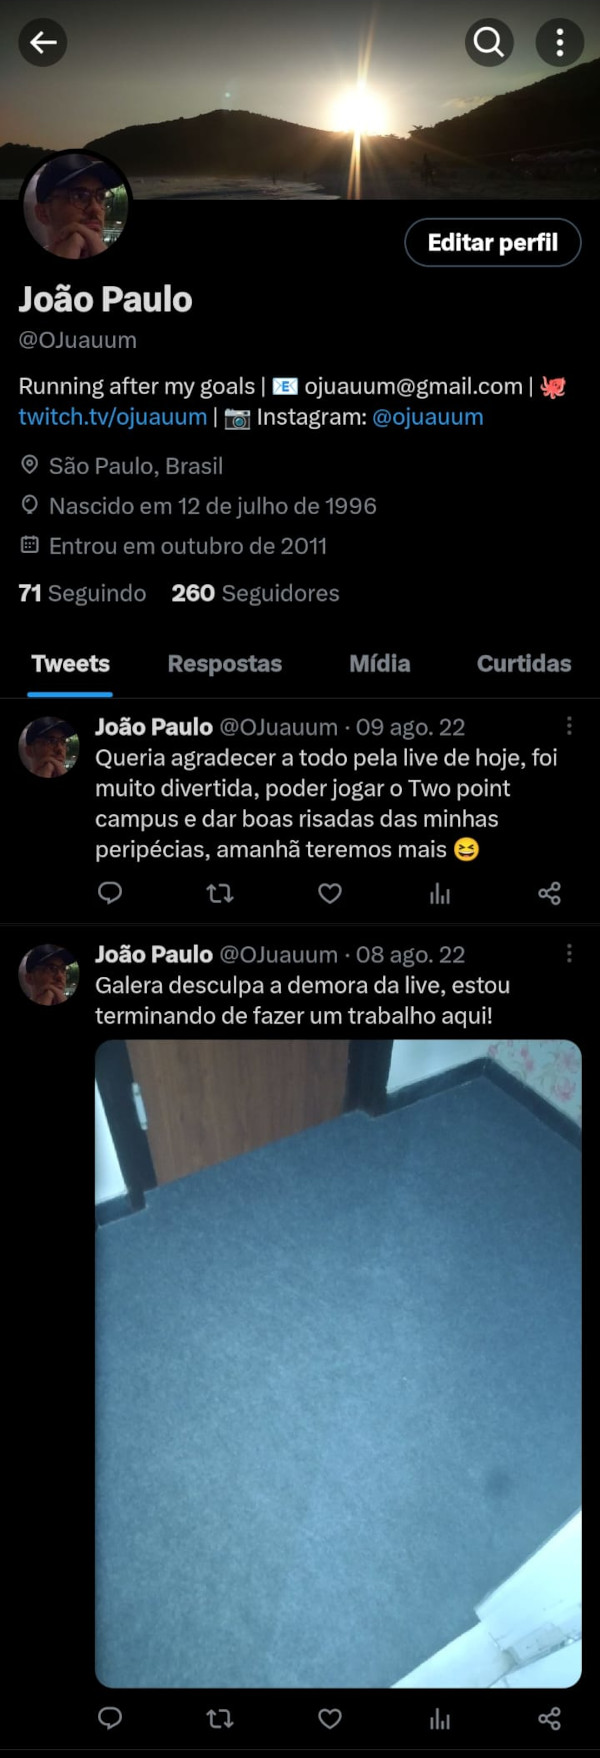 Editar perfil
João Paulo
@OJuauum
Running after my goals | 📧 ojuauum@gmail.com | 🐙
twitch.tv/ojuauum | 📷 Instagram: @ojuauum
São Paulo, Brasil
Nascido em 12 de julho de 1996
Entrou em outubro de 2011
71 Seguindo 260 Seguidores
Tweets Respostas Mídia Curtidas
João Paulo @OJuauum · 09 ago. 22
Queria agradecer a todo pela live de hoje, foi
muito divertida, poder jogar o Two point
campus e dar boas risadas das minhas
peripécias, amanhã teremos mais 😆
João Paulo @OJuauum · 08 ago. 22
Galera desculpa a demora da live, estou
terminando de fazer um trabalho aqui!